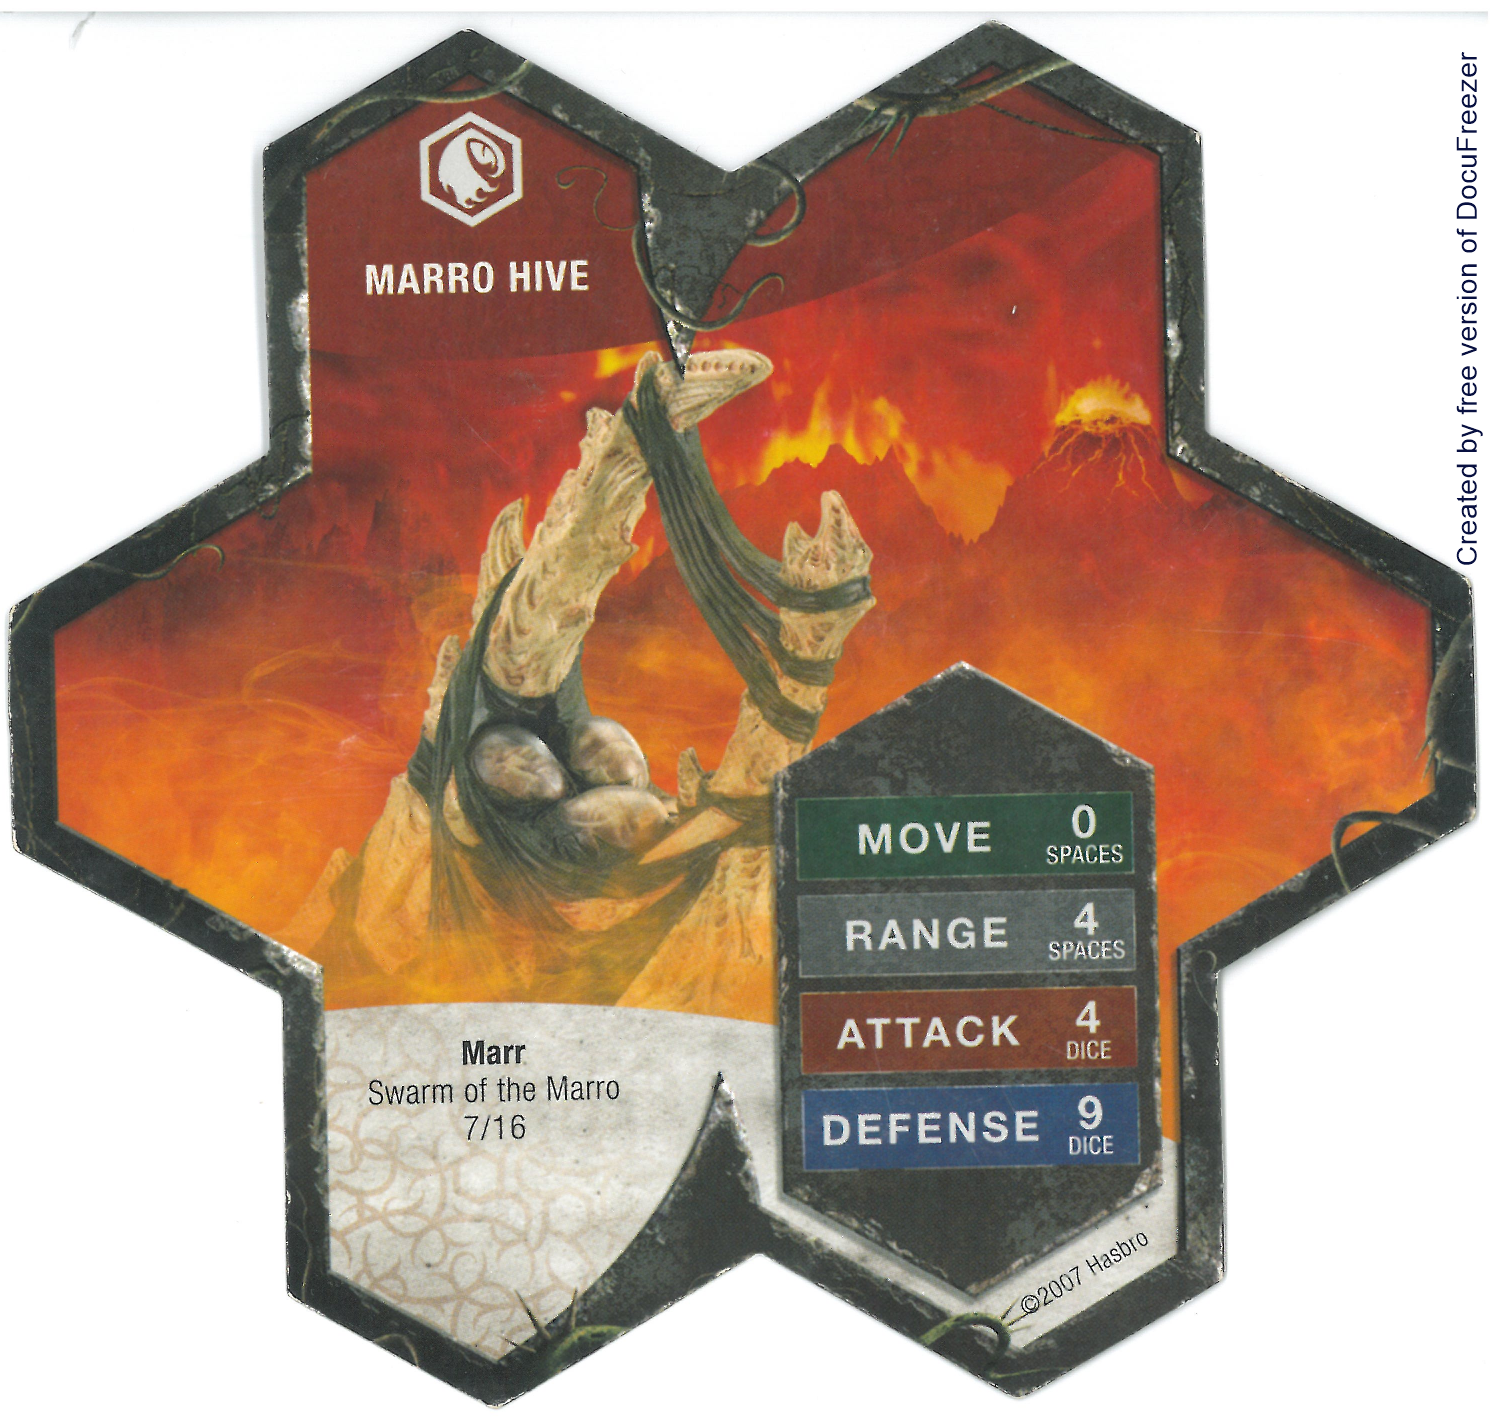 MARRO HIVE
MOVE 0 SPACES
RANGE 4 SPACES
ATTACK 4 DICE
DEFENSE 9 DICE
Marr
Swarm of the Marro
7/16
©2007 Hasbro
Created by free version of DocuFreezer